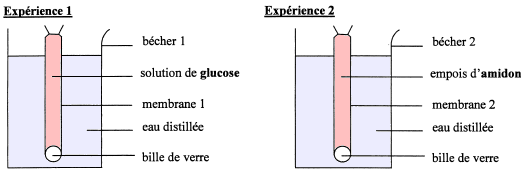 Expérience 1
bécher 1
solution de glucose
membrane 1
eau distillée
bille de verre
Expérience 2
bécher 2
empois d'amidon
membrane 2
eau distillée
bille de verre